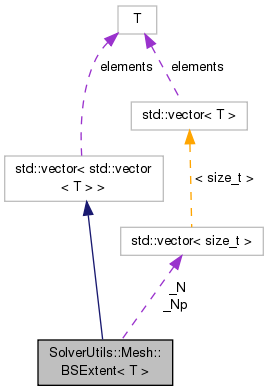 T
elements
elements
std::vector< T >
std::vector< std::vector
< T > >
< size_t >
std::vector< size_t >
_N
_Np
SolverUtils::Mesh::
BSExtent< T >